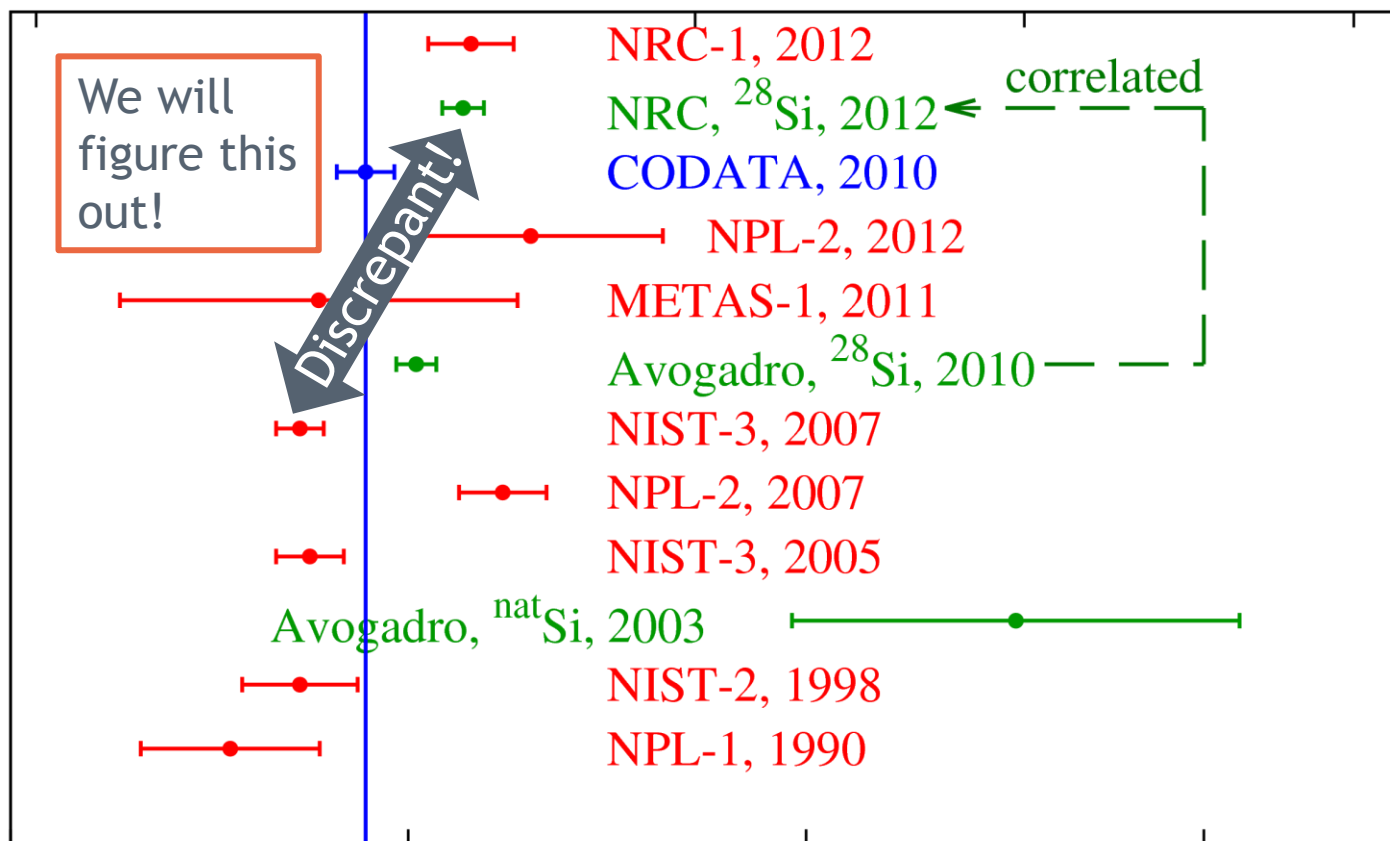 We will
figure this
out!
NRC-1, 2012
correlated
NRC, ²⁸Si, 2012
CODATA, 2010
Discrepant!
NPL-2, 2012
METAS-1, 2011
Avogadro, ²⁸Si, 2010
NIST-3, 2007
NPL-2, 2007
NIST-3, 2005
Avogadro, ⁿᵃᵗSi, 2003
NIST-2, 1998
NPL-1, 1990